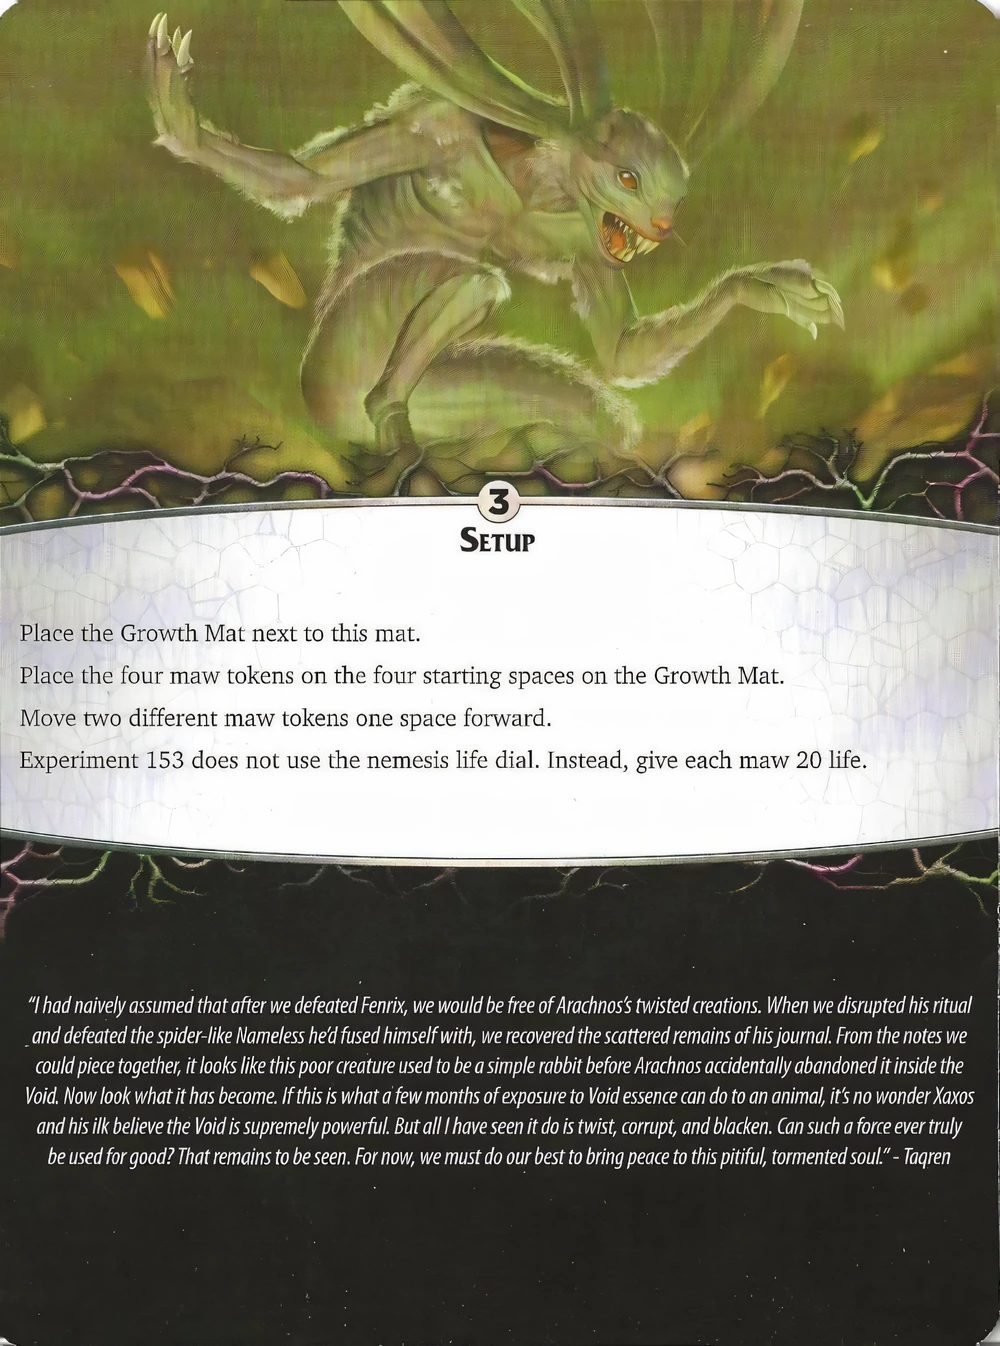 3
SETUP
Place the Growth Mat next to this mat.
Place the four maw tokens on the four starting spaces on the Growth Mat.
Move two different maw tokens one space forward.
Experiment 153 does not use the nemesis life dial. Instead, give each maw 20 life.
“I had naively assumed that after we defeated Fenrix, we would be free of Arachnos’s twisted creations. When we disrupted his ritual
and defeated the spider-like Nameless he’d fused himself with, we recovered the scattered remains of his journal. From the notes we
could piece together, it looks like this poor creature used to be a simple rabbit before Arachnos accidentally abandoned it inside the
Void. Now look what it has become. If this is what a few months of exposure to Void essence can do to an animal, it’s no wonder Xaxos
and his ilk believe the Void is supremely powerful. But all I have seen it do is twist, corrupt, and blacken. Can such a force ever truly
be used for good? That remains to be seen. For now, we must do our best to bring peace to this pitiful, tormented soul.” - Taqren